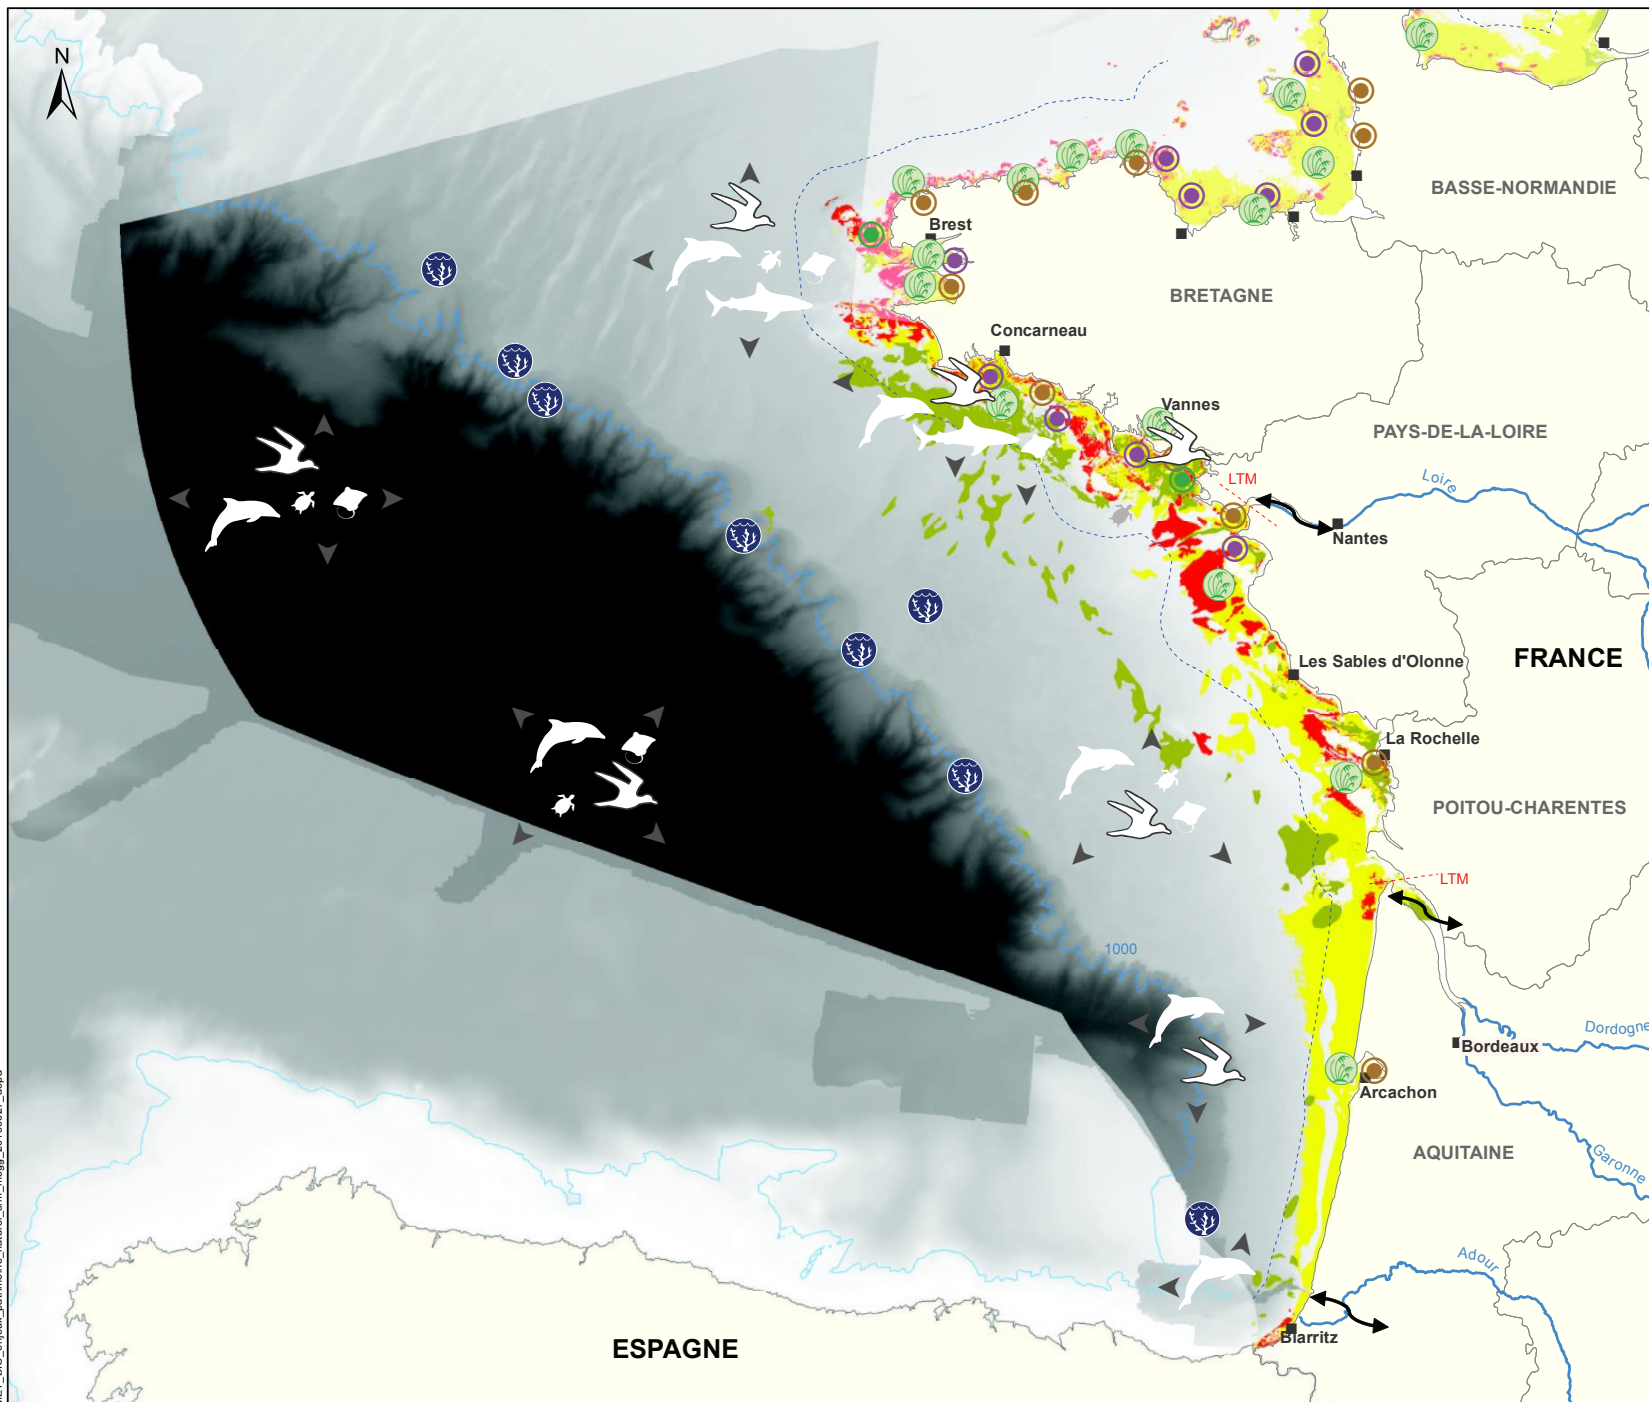 N
BASSE-NORMANDIE
Brest
BRETAGNE
Concarneau
Vannes
PAYS-DE-LA-LOIRE
LTM
Loire
Nantes
Les Sables d'Olonne
FRANCE
La Rochelle
POITOU-CHARENTES
LTM
1000
Dordogne
Bordeaux
Arcachon
AQUITAINE
Garonne
Adour
Biarritz
ESPAGNE